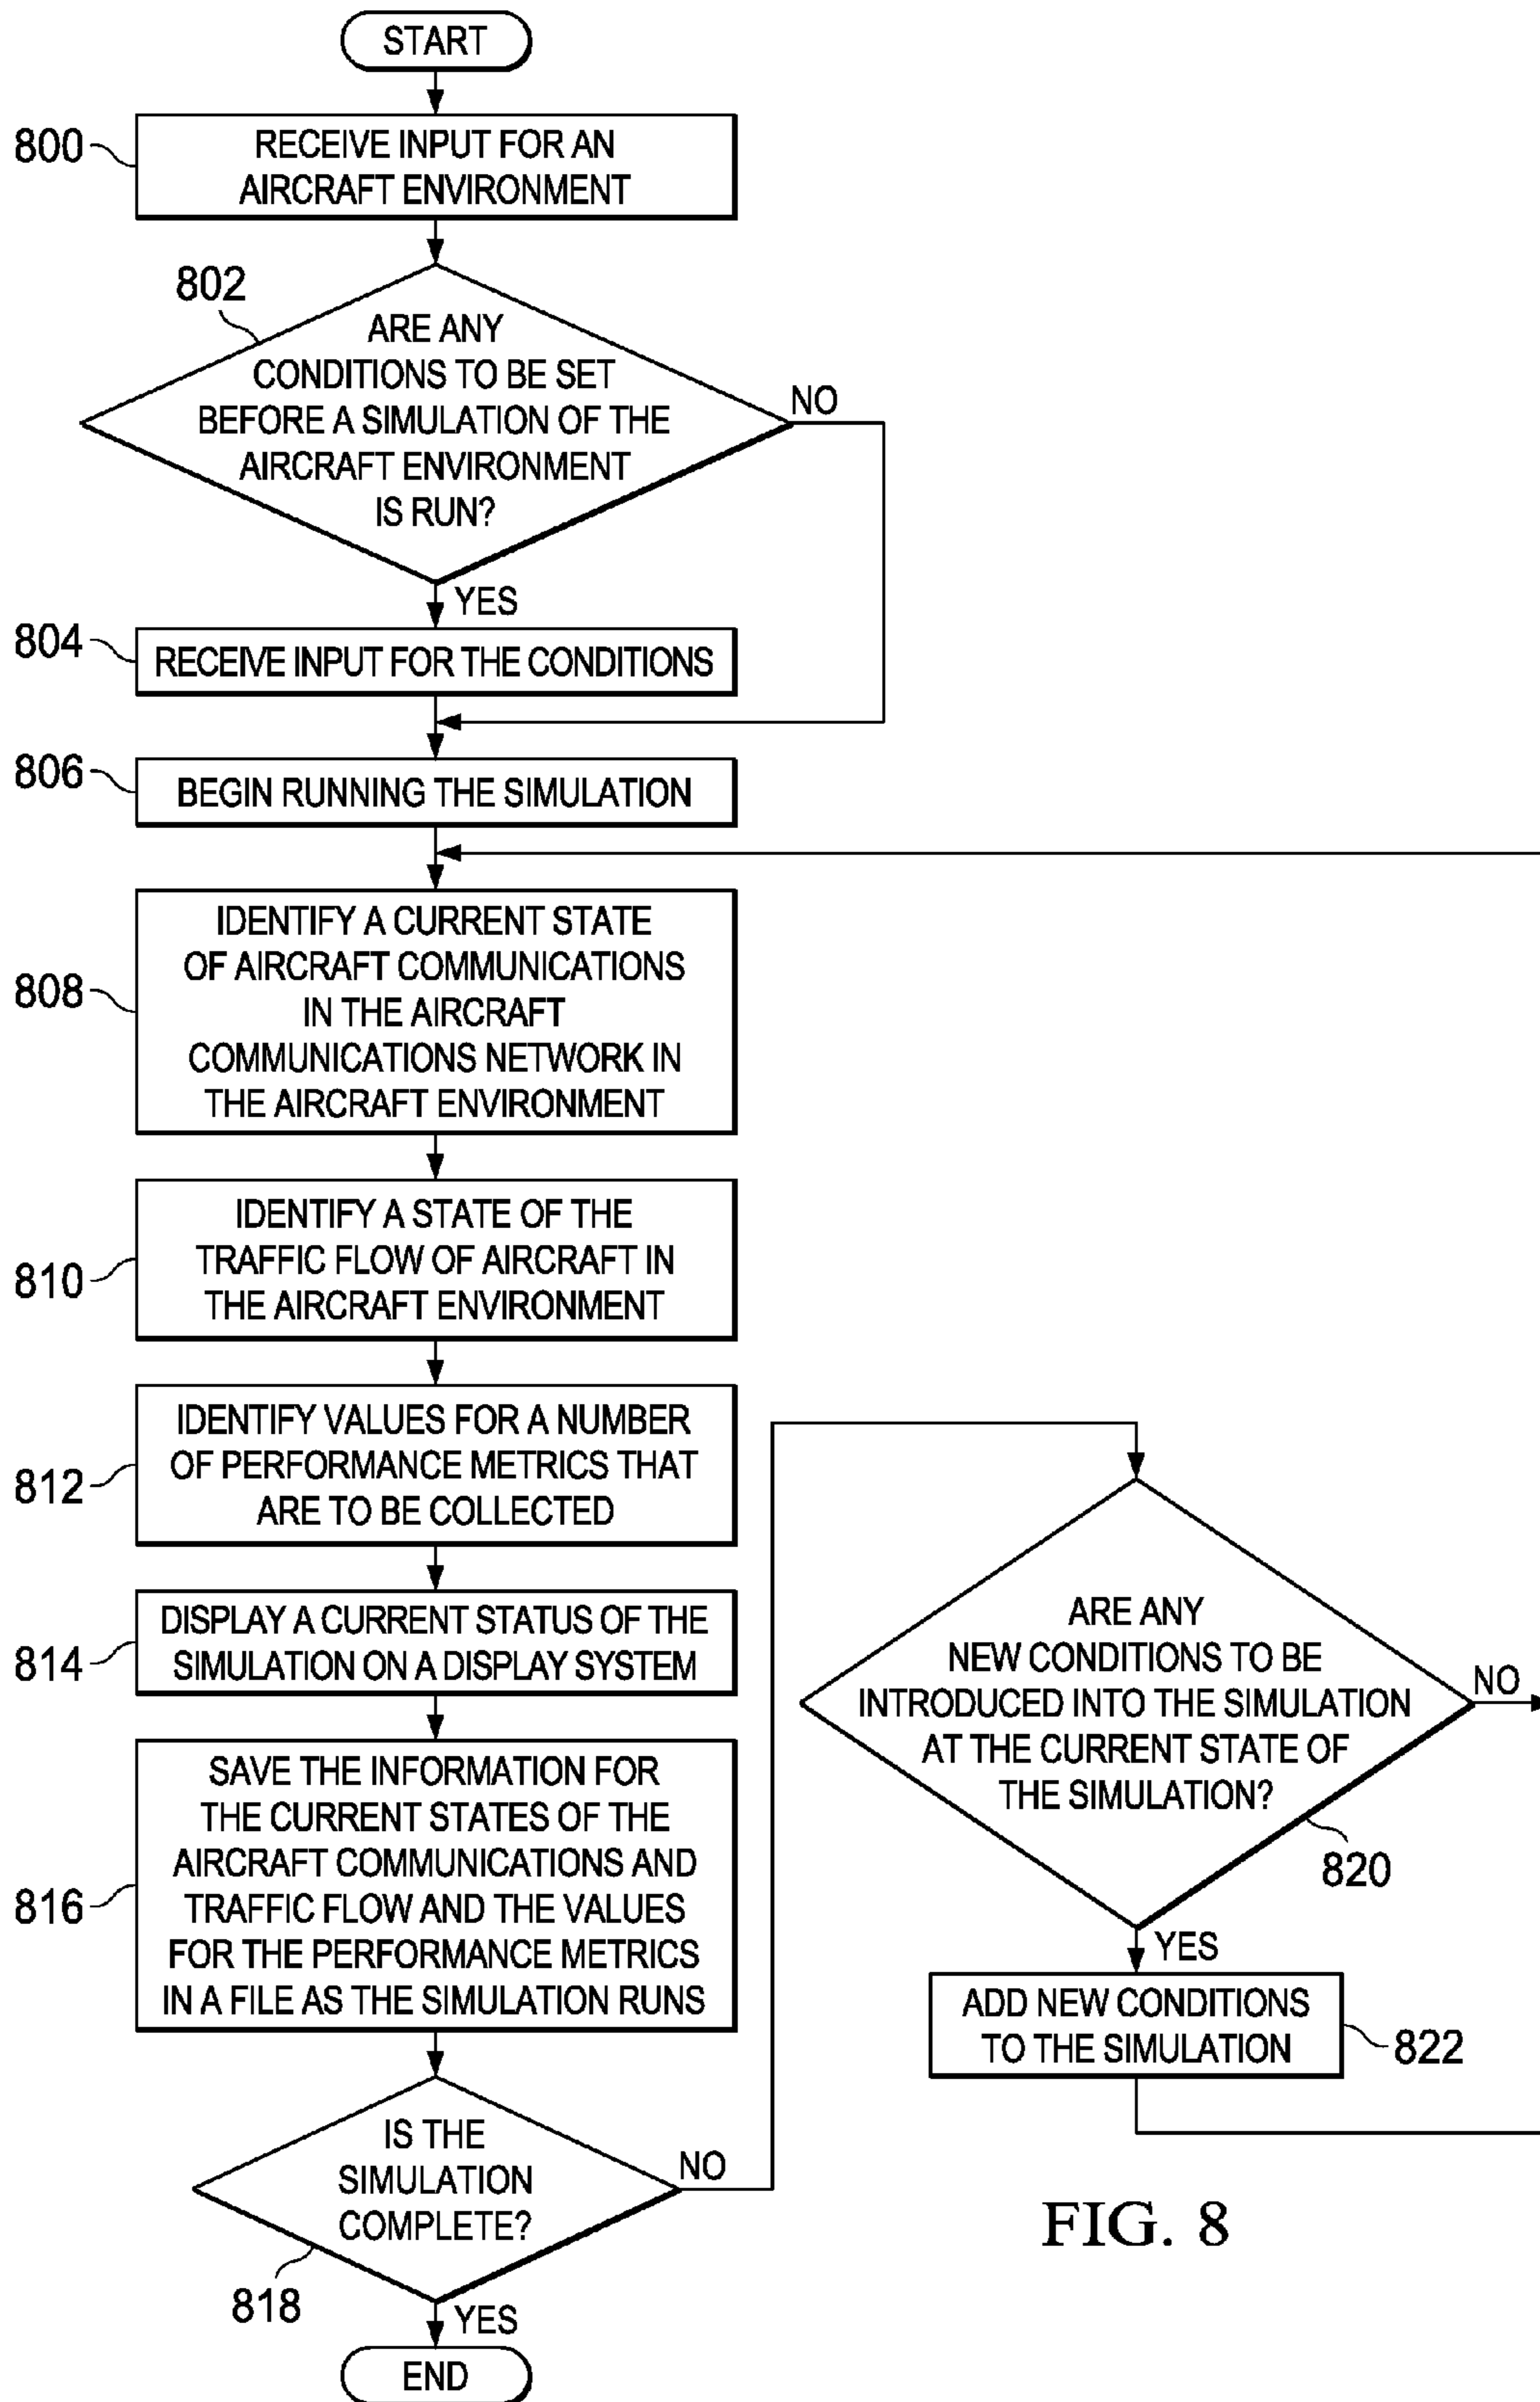 START
800
RECEIVE INPUT FOR AN
AIRCRAFT ENVIRONMENT
802
ARE ANY
CONDITIONS TO BE SET
BEFORE A SIMULATION OF THE
AIRCRAFT ENVIRONMENT
IS RUN?
NO
YES
804
RECEIVE INPUT FOR THE CONDITIONS
806
BEGIN RUNNING THE SIMULATION
808
IDENTIFY A CURRENT STATE
OF AIRCRAFT COMMUNICATIONS
IN THE AIRCRAFT
COMMUNICATIONS NETWORK IN
THE AIRCRAFT ENVIRONMENT
810
IDENTIFY A STATE OF THE
TRAFFIC FLOW OF AIRCRAFT IN
THE AIRCRAFT ENVIRONMENT
812
IDENTIFY VALUES FOR A NUMBER
OF PERFORMANCE METRICS THAT
ARE TO BE COLLECTED
814
DISPLAY A CURRENT STATUS OF THE
SIMULATION ON A DISPLAY SYSTEM
816
SAVE THE INFORMATION FOR
THE CURRENT STATES OF THE
AIRCRAFT COMMUNICATIONS AND
TRAFFIC FLOW AND THE VALUES
FOR THE PERFORMANCE METRICS
IN A FILE AS THE SIMULATION RUNS
IS THE
SIMULATION
COMPLETE?
NO
818
YES
END
ARE ANY
NEW CONDITIONS TO BE
INTRODUCED INTO THE SIMULATION
AT THE CURRENT STATE OF
THE SIMULATION?
NO
820
YES
ADD NEW CONDITIONS
TO THE SIMULATION
822
FIG. 8